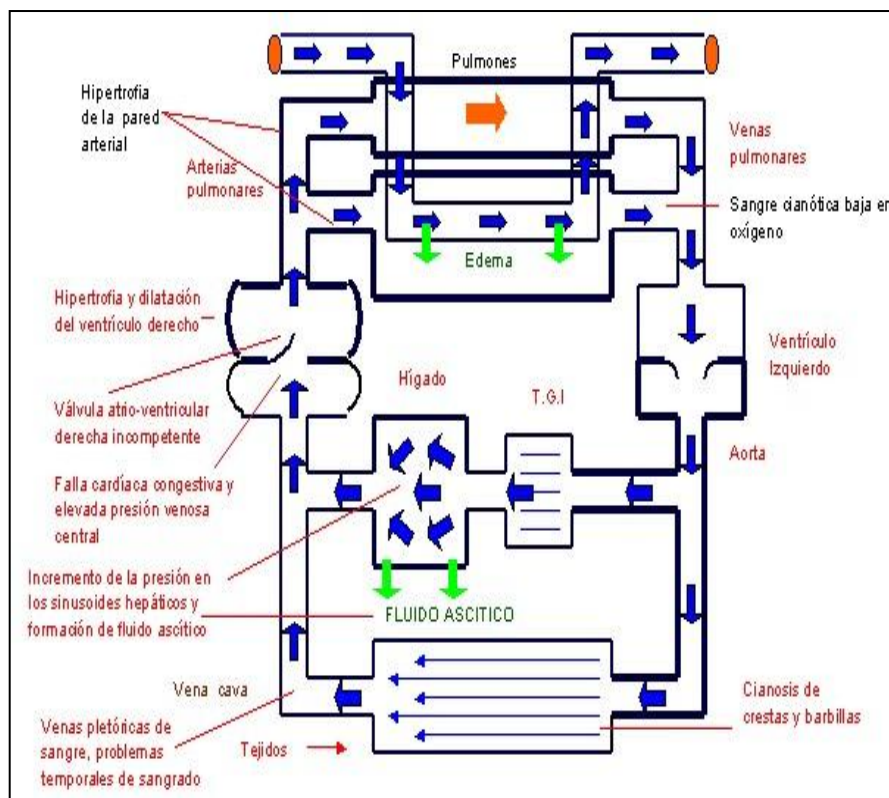 Pulmones
Hipertrofia
de la pared
arterial
Arterias
pulmonares
Venas
pulmonares
Sangre cianótica baja en
oxígeno
Edema
Hipertrofia y dilatación
del ventrículo derecho
Ventrículo
Izquierdo
Hígado
T.G.I
Válvula atrio-ventricular
derecha incompetente
Aorta
Falla cardíaca congestiva y
elevada presión venosa
central
Incremento de la presión en
los sinusoides hepáticos y
formación de fluido ascítico
FLUIDO ASCITICO
Vena cava
Cianosis de
crestas y barbillas
Venas pletóricas de
sangre, problemas
temporales de sangrado
Tejidos